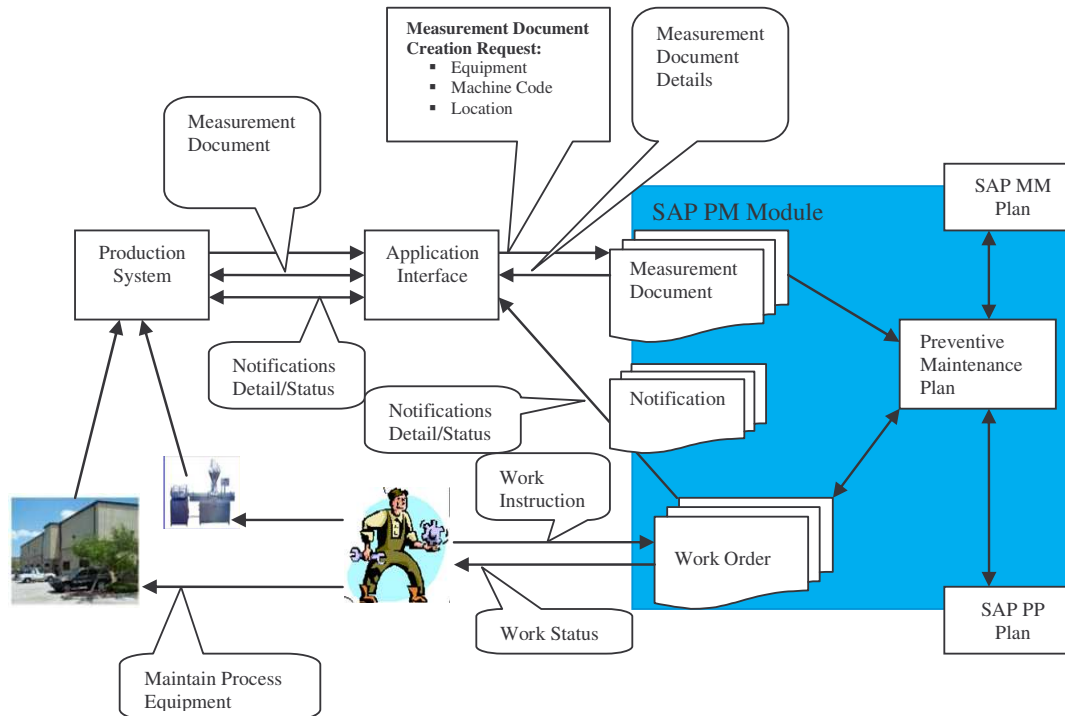 Measurement Document
Creation Request:
▪ Equipment
▪ Machine Code
▪ Location
Measurement
Document
Details
Measurement
Document
SAP PM Module
SAP MM
Plan
Production
System
Application
Interface
Measurement
Document
Preventive
Maintenance
Plan
Notifications
Detail/Status
Notifications
Detail/Status
Notification
Work
Instruction
Work Order
Work Status
SAP PP
Plan
Maintain Process
Equipment